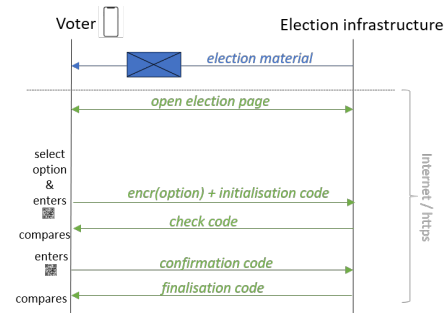 Voter
Election infrastructure
election material
open election page
select
option
&
enters
encr(option) + initialisation code
check code
compares
enters
confirmation code
finalisation code
compares
Internet / https